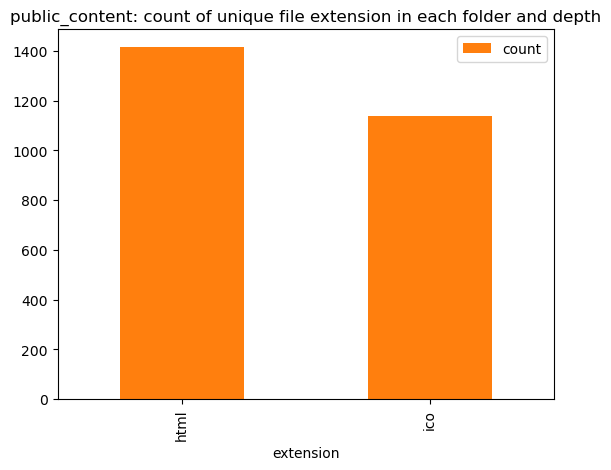 public_content: count of unique file extension in each folder and depth
count
1400
1200
1000
800
600
400
200
0
html
ico
extension